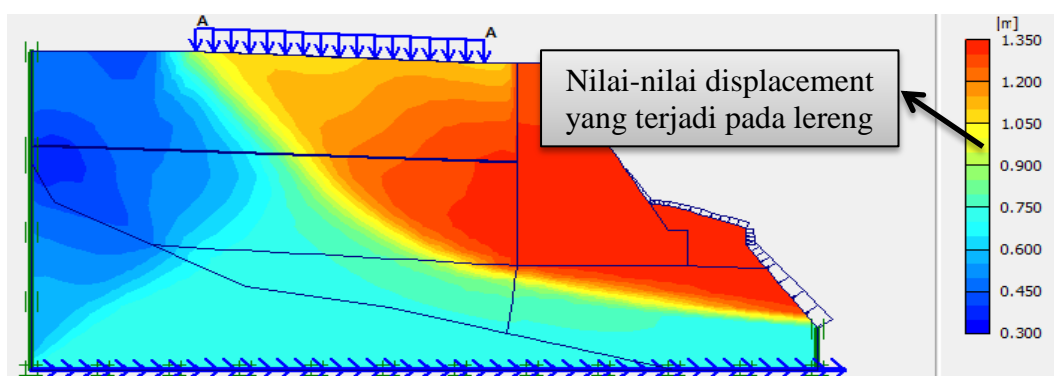 A
A
Nilai-nilai displacement
yang terjadi pada lereng
[m]
1.350
1.200
1.050
0.900
0.750
0.600
0.450
0.300